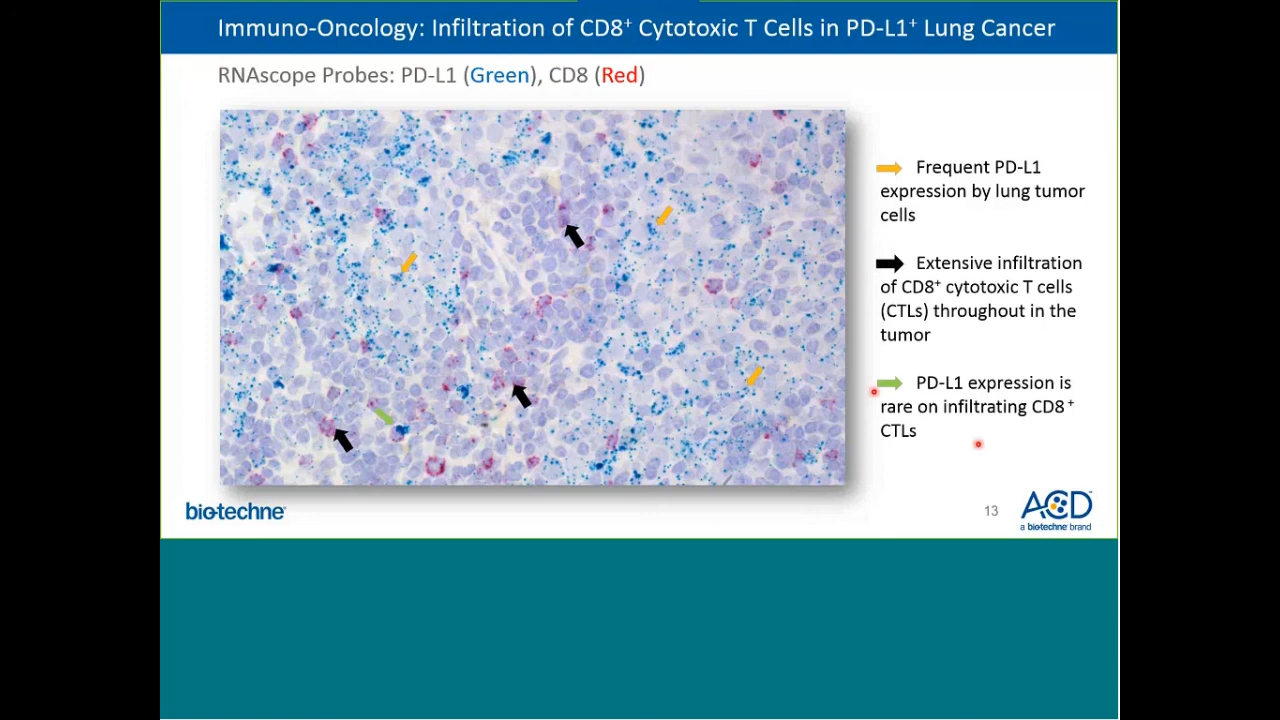 Immuno-Oncology: Infiltration of CD8⁺ Cytotoxic T Cells in PD-L1⁺ Lung Cancer
RNAscope Probes: PD-L1 (Green), CD8 (Red)
Frequent PD-L1
expression by lung tumor
cells
Extensive infiltration
of CD8⁺ cytotoxic T cells
(CTLs) throughout in the
tumor
PD-L1 expression is
rare on infiltrating CD8 ⁺
CTLs
bio-techne
13
ACD
a bio-techne brand